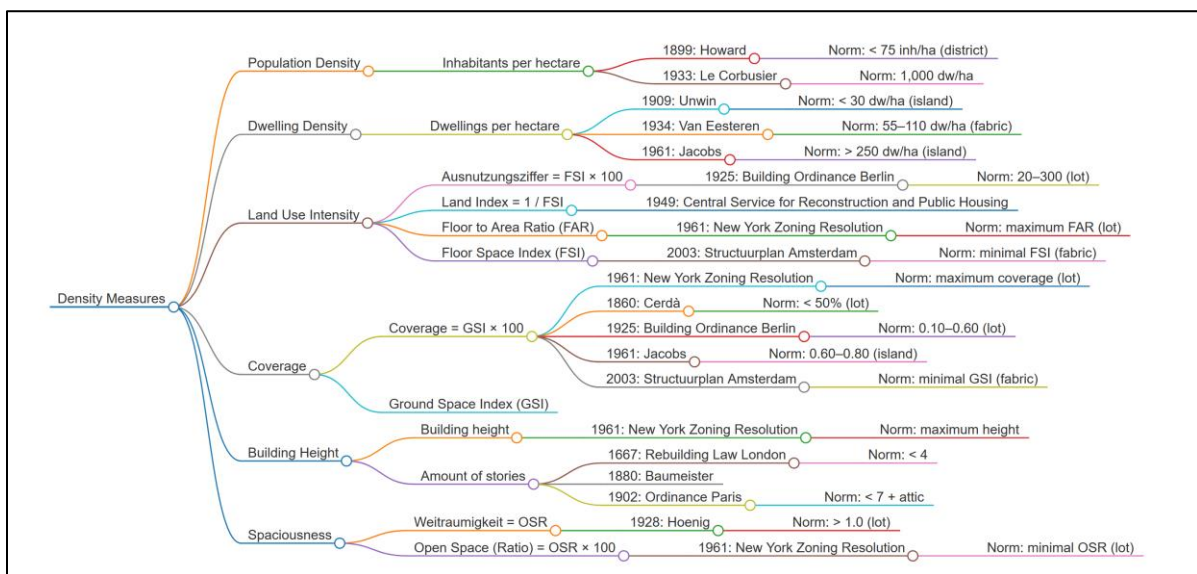 1899: Howard
Norm: < 75 inh/ha (district)
Population Density
Inhabitants per hectare
1933: Le Corbusier
Norm: 1,000 dw/ha
1909: Unwin
Norm: < 30 dw/ha (island)
Dwelling Density
Dwellings per hectare
1934: Van Eesteren
Norm: 55–110 dw/ha (fabric)
1961: Jacobs
Norm: > 250 dw/ha (island)
Ausnutzungsziffer = FSI × 100
1925: Building Ordinance Berlin
Norm: 20–300 (lot)
Land Index = 1 / FSI
1949: Central Service for Reconstruction and Public Housing
Land Use Intensity
Floor to Area Ratio (FAR)
1961: New York Zoning Resolution
Norm: maximum FAR (lot)
Floor Space Index (FSI)
2003: Structuurplan Amsterdam
Norm: minimal FSI (fabric)
Density Measures
1961: New York Zoning Resolution
Norm: maximum coverage (lot)
1860: Cerdà
Norm: < 50% (lot)
Coverage = GSI × 100
1925: Building Ordinance Berlin
Norm: 0.10–0.60 (lot)
1961: Jacobs
Norm: 0.60–0.80 (island)
Coverage
2003: Structuurplan Amsterdam
Norm: minimal GSI (fabric)
Ground Space Index (GSI)
Building height
1961: New York Zoning Resolution
Norm: maximum height
Building Height
1667: Rebuilding Law London
Norm: < 4
Amount of stories
1880: Baumeister
1902: Ordinance Paris
Norm: < 7 + attic
Weitraumigkeit = OSR
1928: Hoenig
Norm: > 1.0 (lot)
Spaciousness
Open Space (Ratio) = OSR × 100
1961: New York Zoning Resolution
Norm: minimal OSR (lot)